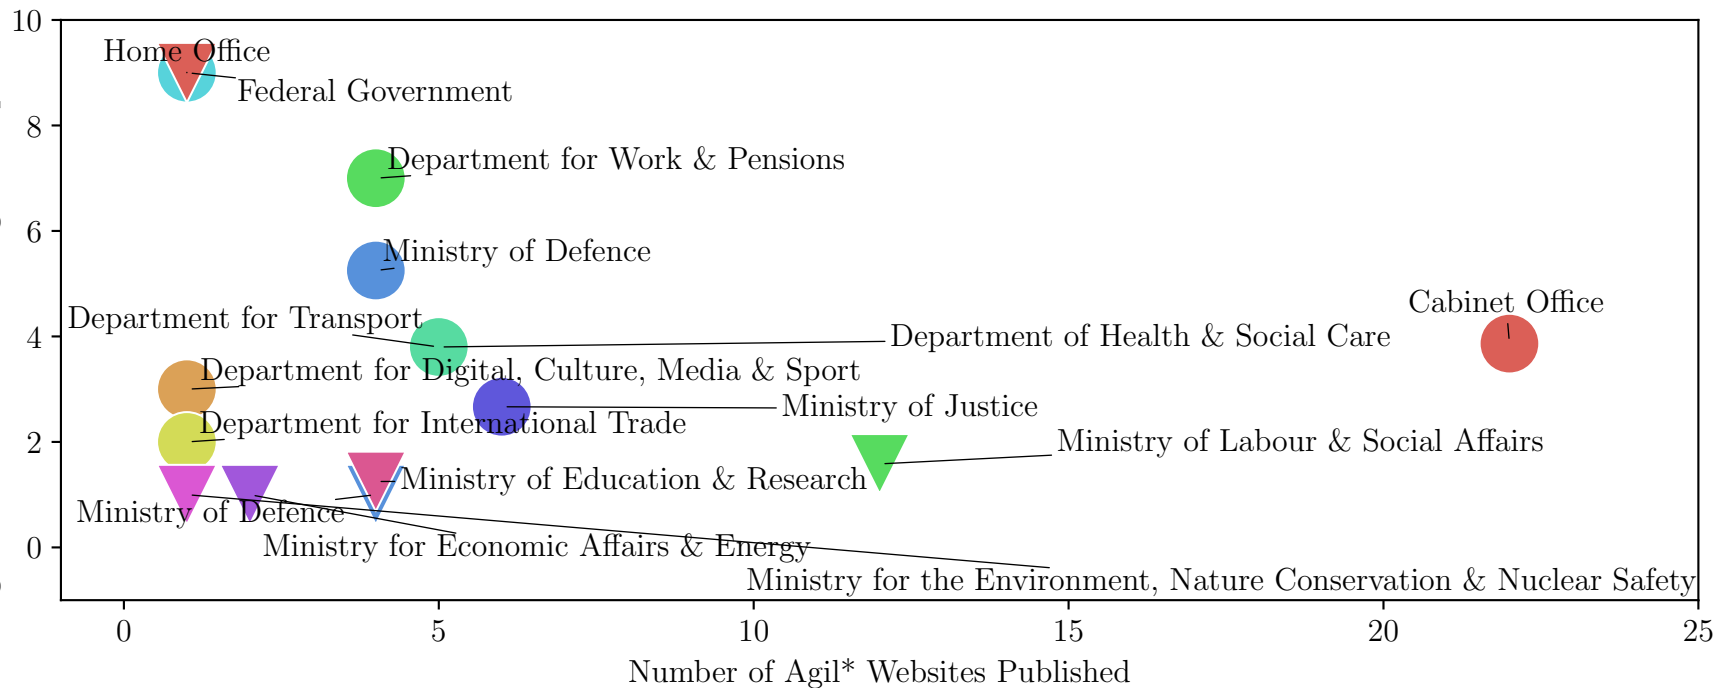 10
Home Office
Federal Government
8
Department for Work & Pensions
6
Ministry of Defence
Cabinet Office
Department for Transport
4
Department of Health & Social Care
Department for Digital, Culture, Media & Sport
Ministry of Justice
Department for International Trade
2
Ministry of Labour & Social Affairs
Ministry of Education & Research
Ministry of Defence
0
Ministry for Economic Affairs & Energy
Ministry for the Environment, Nature Conservation & Nuclear Safety
0 5 10 15 20 25
Number of Agil* Websites Published